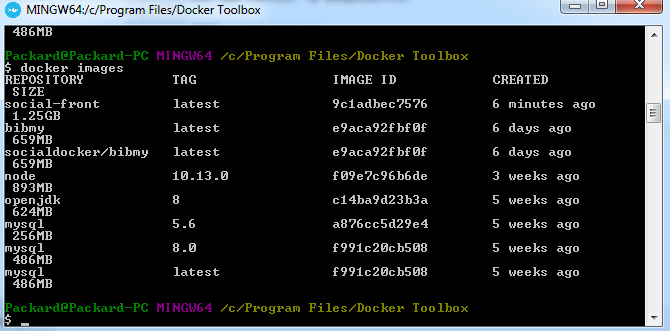 MINGW64:/c/Program Files/Docker Toolbox
486MB
Packard@Packard-PC MINGW64 /c/Program Files/Docker Toolbox
$ docker images
REPOSITORY TAG IMAGE ID CREATED
SIZE
social-front latest 9c1adbec7576 6 minutes ago
1.25GB
bibmy latest e9aca92fbf0f 6 days ago
659MB
socialdocker/bibmy latest e9aca92fbf0f 6 days ago
659MB
node 10.13.0 f09e7c96b6de 3 weeks ago
893MB
openjdk 8 c14ba9d23b3a 5 weeks ago
624MB
mysql 5.6 a876cc5d29e4 5 weeks ago
256MB
mysql 8.0 f991c20cb508 5 weeks ago
486MB
mysql latest f991c20cb508 5 weeks ago
486MB
Packard@Packard-PC MINGW64 /c/Program Files/Docker Toolbox
$